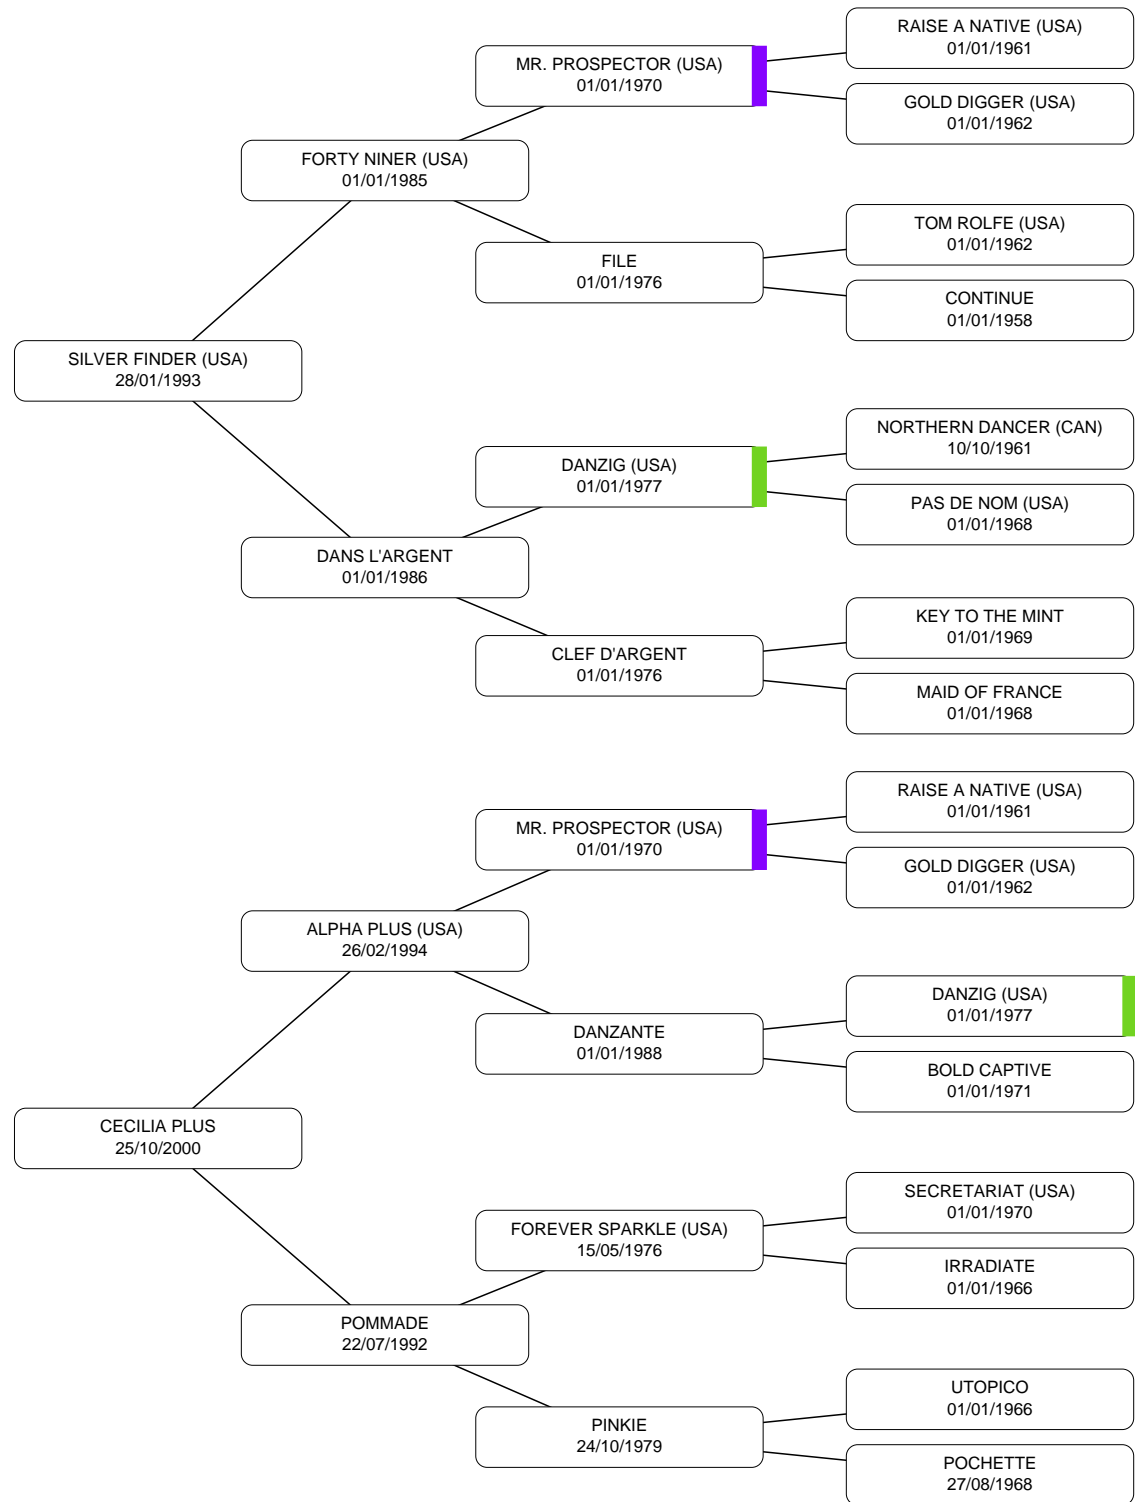 RAISE A NATIVE (USA)
01/01/1961
MR. PROSPECTOR (USA)
01/01/1970
GOLD DIGGER (USA)
01/01/1962
FORTY NINER (USA)
01/01/1985
TOM ROLFE (USA)
01/01/1962
FILE
01/01/1976
CONTINUE
01/01/1958
SILVER FINDER (USA)
28/01/1993
NORTHERN DANCER (CAN)
10/10/1961
DANZIG (USA)
01/01/1977
PAS DE NOM (USA)
01/01/1968
DANS L'ARGENT
01/01/1986
KEY TO THE MINT
01/01/1969
CLEF D'ARGENT
01/01/1976
MAID OF FRANCE
01/01/1968
RAISE A NATIVE (USA)
01/01/1961
MR. PROSPECTOR (USA)
01/01/1970
GOLD DIGGER (USA)
01/01/1962
ALPHA PLUS (USA)
26/02/1994
DANZIG (USA)
01/01/1977
DANZANTE
01/01/1988
BOLD CAPTIVE
01/01/1971
CECILIA PLUS
25/10/2000
SECRETARIAT (USA)
01/01/1970
FOREVER SPARKLE (USA)
15/05/1976
IRRADIATE
01/01/1966
POMMADE
22/07/1992
UTOPICO
01/01/1966
PINKIE
24/10/1979
POCHETTE
27/08/1968